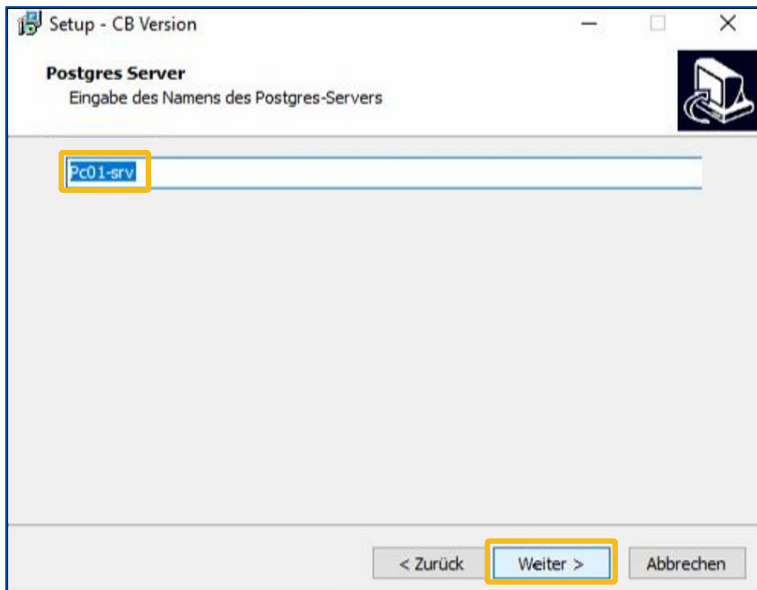 Setup - CB Version
Postgres Server
Eingabe des Namens des Postgres-Servers
Pc01-srv
< Zurück Weiter > Abbrechen